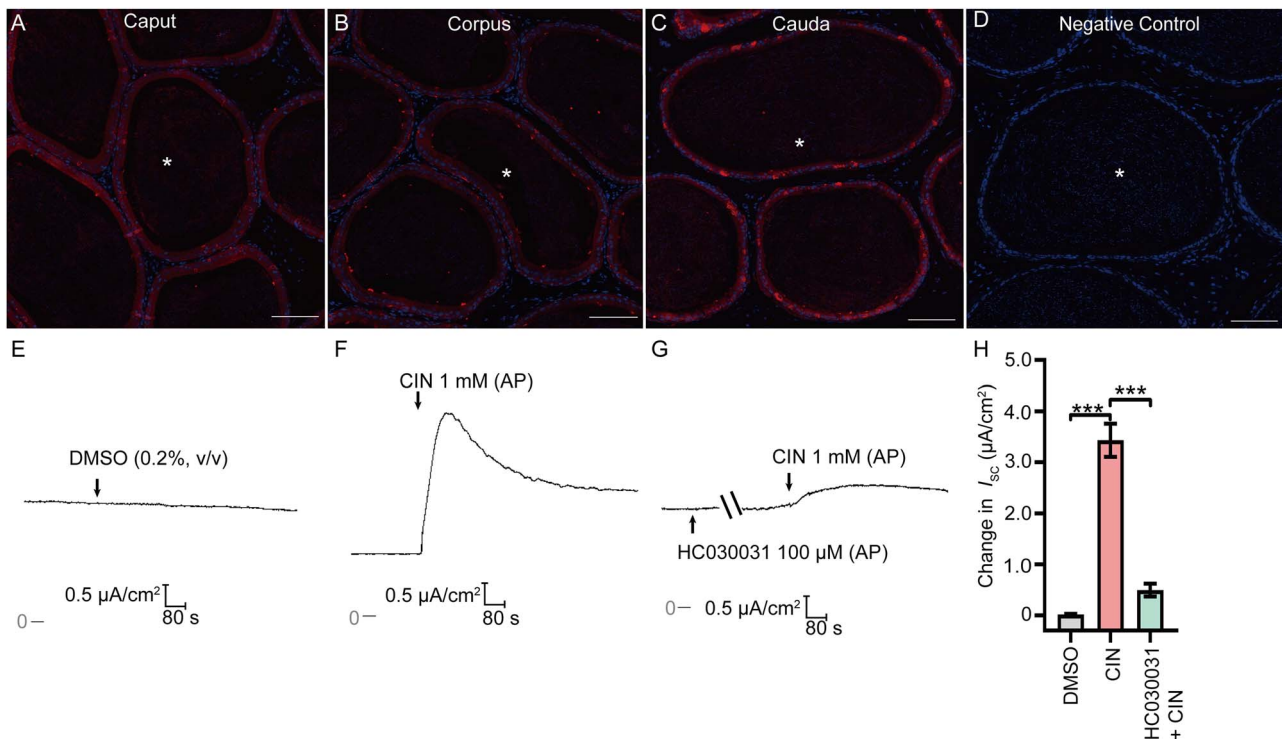 A
Caput
*
B
Corpus
*
C
Cauda
*
D
Negative Control
*
E
DMSO (0.2%, v/v)
0.5 µA/cm²
80 s
0
F
CIN 1 mM (AP)
0.5 µA/cm²
80 s
0
G
CIN 1 mM (AP)
HC030031 100 µM (AP)
0.5 µA/cm²
80 s
0
H
Change in Isc (µA/cm²)
5.0
4.0
3.0
2.0
1.0
0
***
***
DMSO
CIN
HC030031
+ CIN